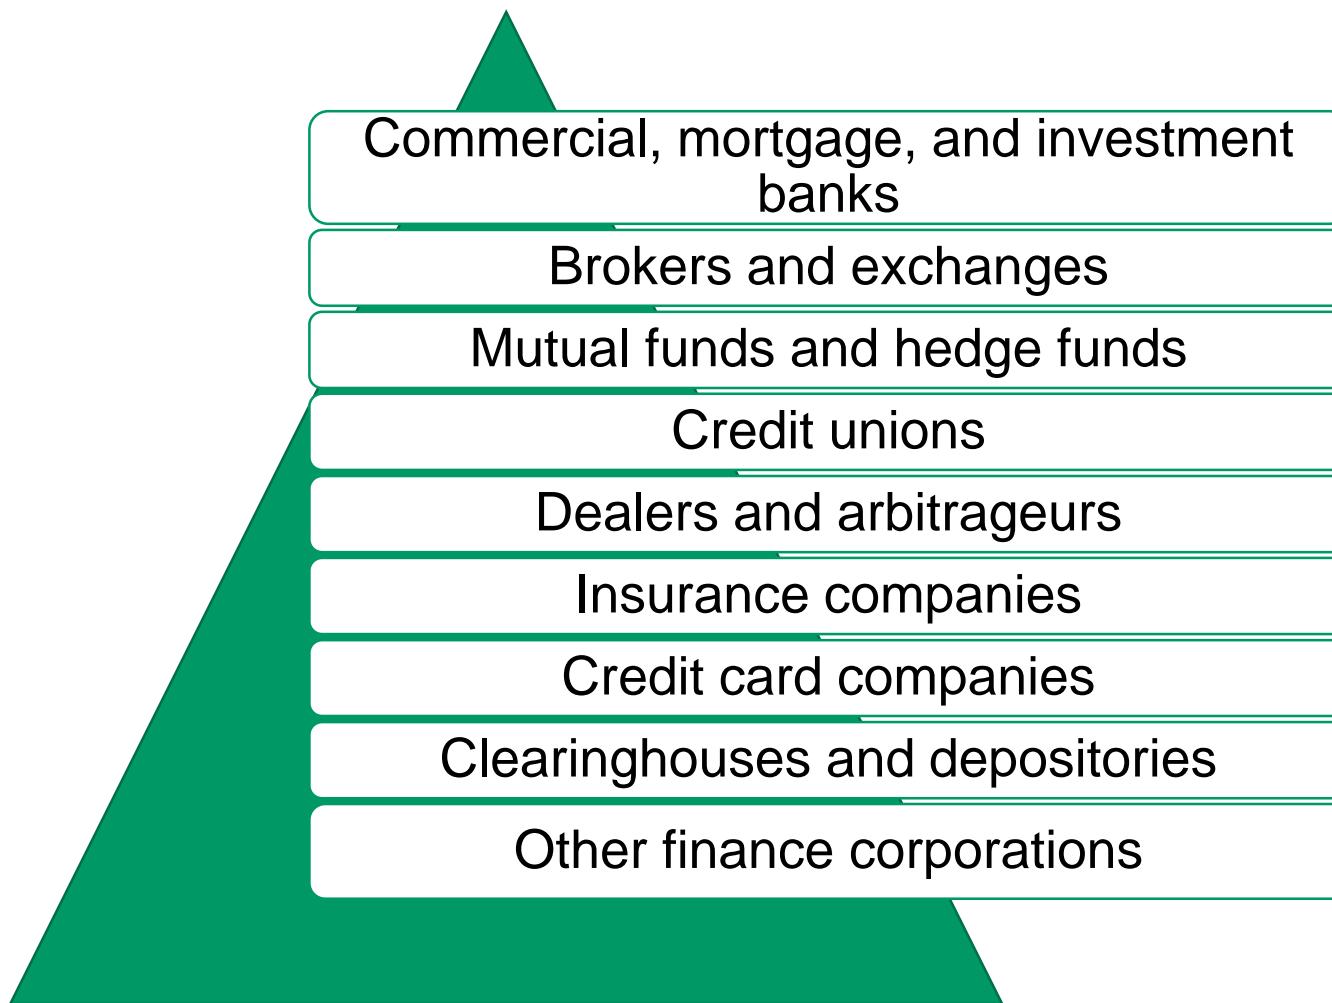 Commercial, mortgage, and investment
banks
Brokers and exchanges
Mutual funds and hedge funds
Credit unions
Dealers and arbitrageurs
Insurance companies
Credit card companies
Clearinghouses and depositories
Other finance corporations